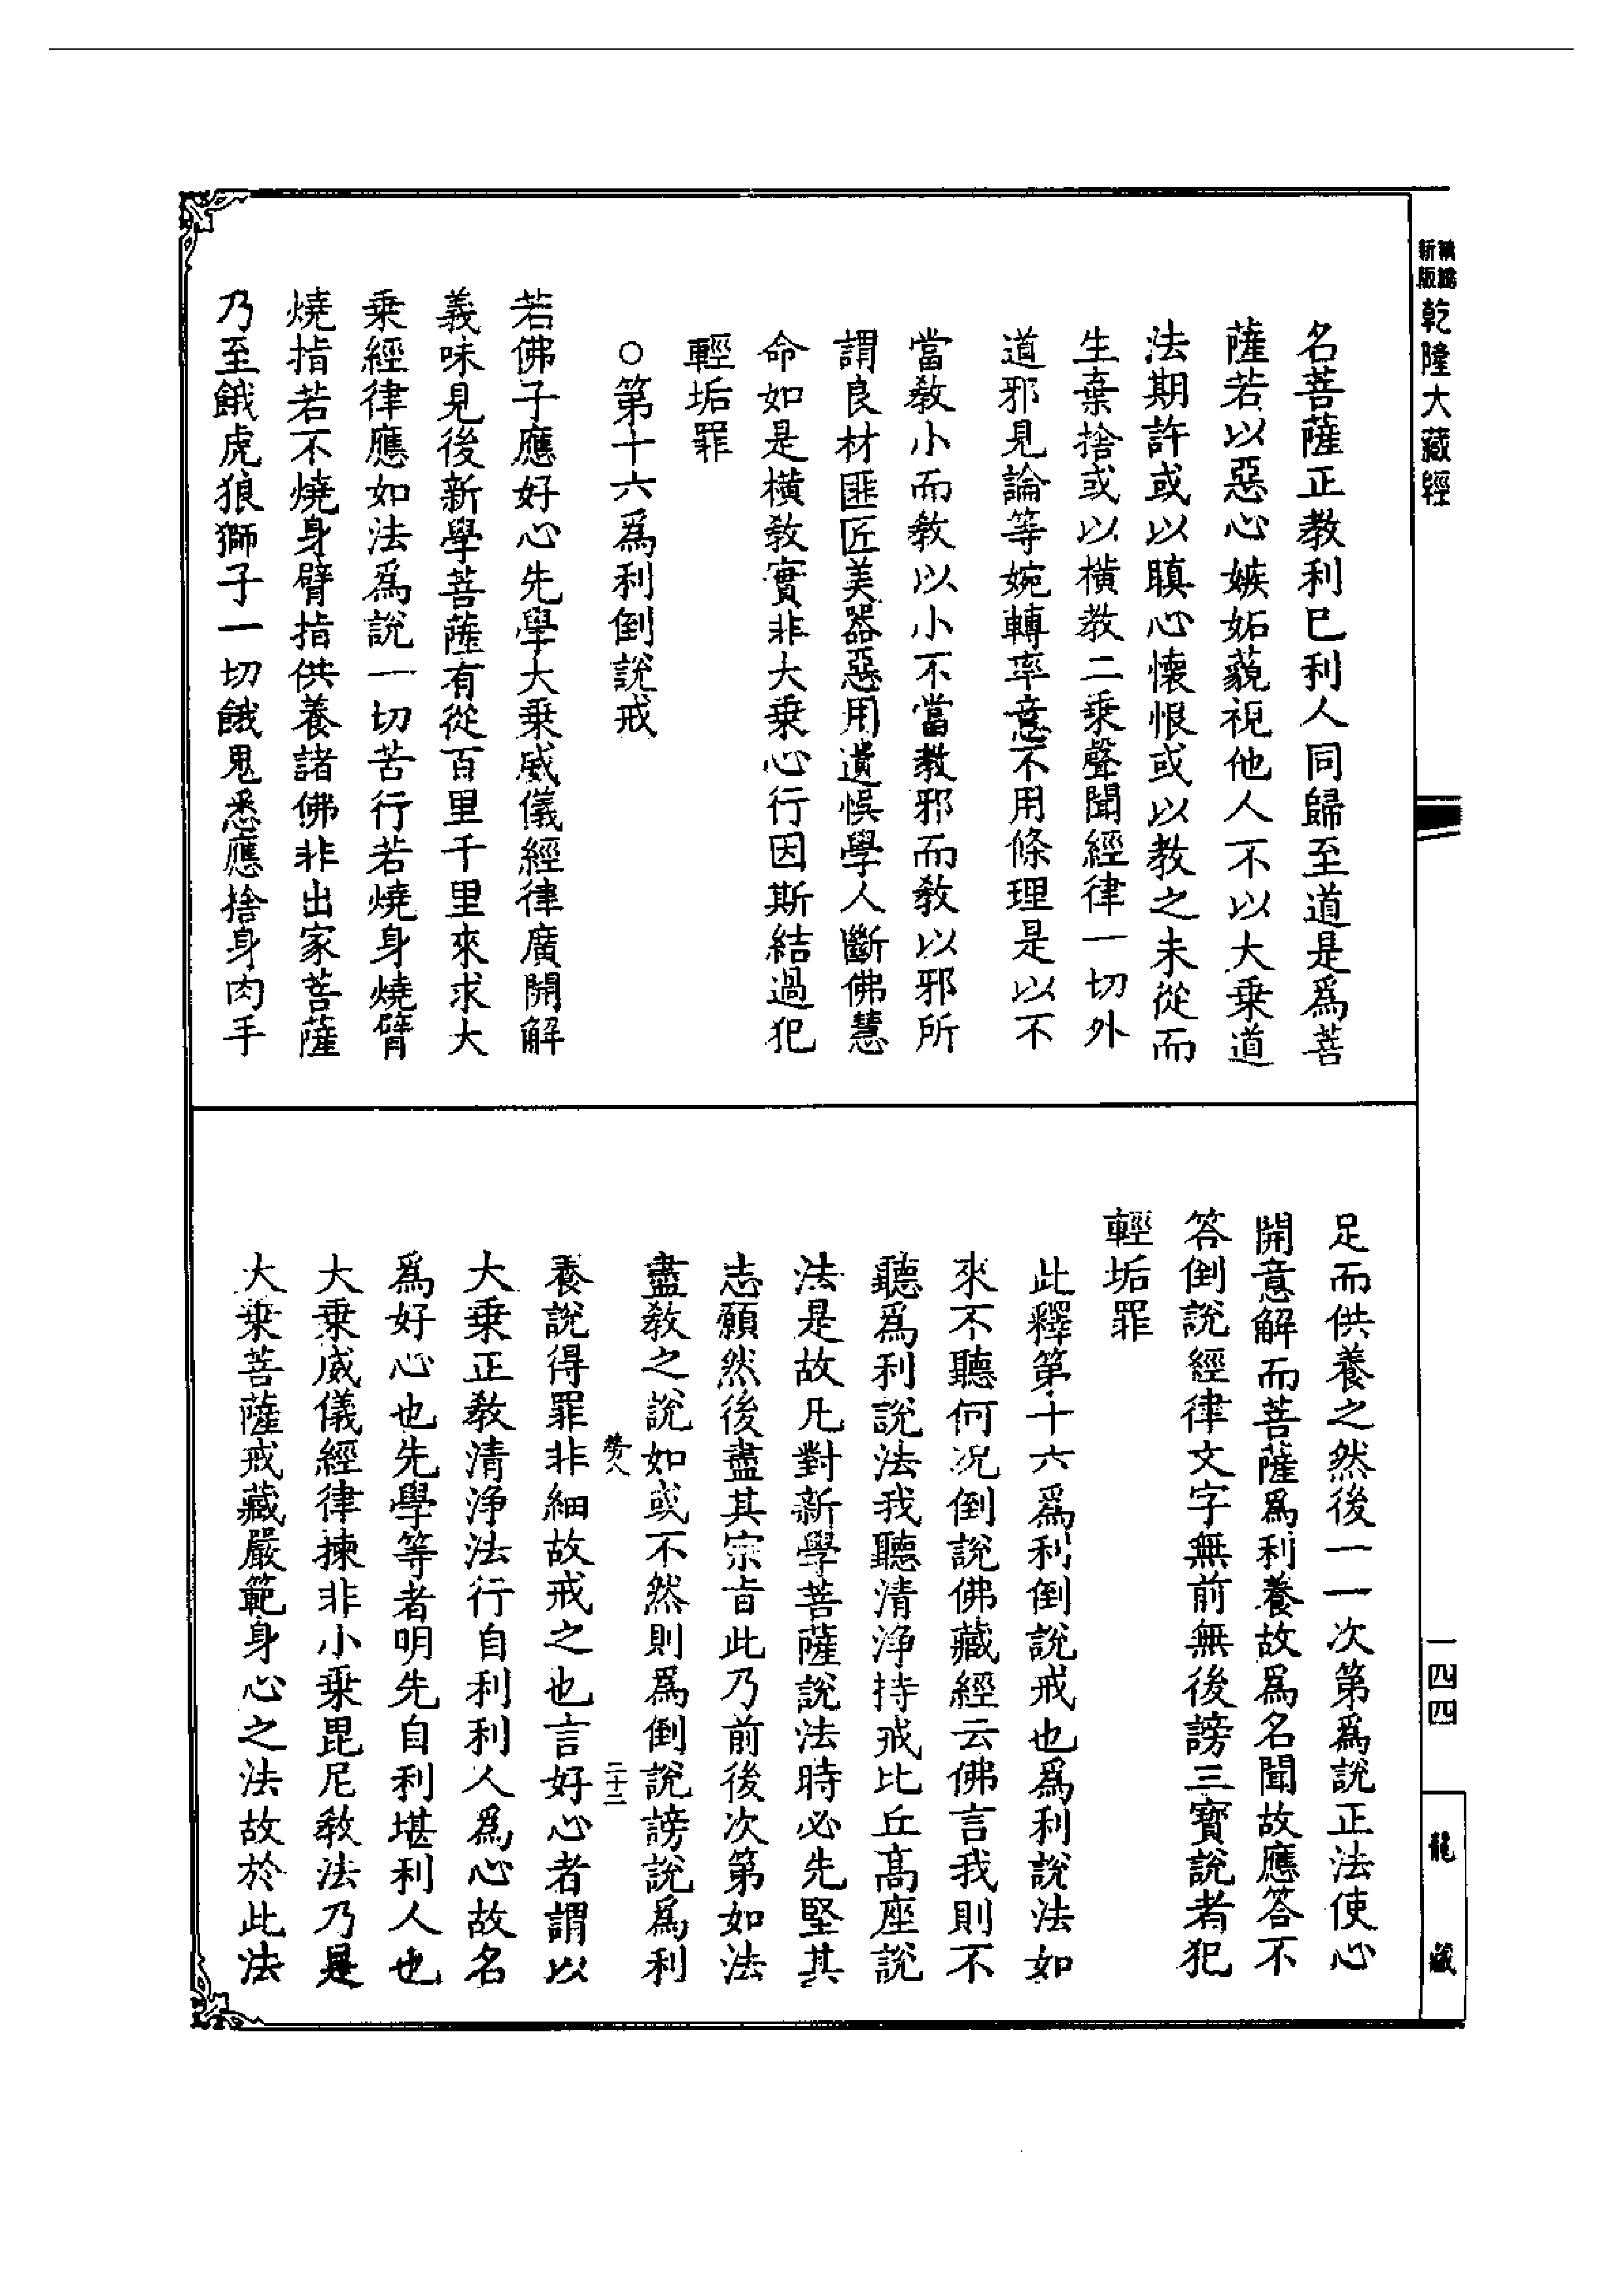 新版
乾隆大藏經
名菩薩正教利已利人同歸至道是爲菩
薩若以惡心嫉妬藐視他人不以大乗道
法期許或以瞋心懷恨或以教之未從而
生棄捨或以橫教二乗聲聞經律一切外
道邪見論等婉轉率意不用條理是以不
當教小而教以小不當教邪而教以邪所
謂良材匪匠美器惡用遺悞學人斷佛慧
命如是橫教實非大乗心行因斯結過犯
輕垢罪
○第十六爲利倒說戒
若佛子應好心先學大乗威儀經律廣開解
義味見後新學菩薩有從百里千里來求大
乗經律應如法爲說一切苦行若燒身燒臂
燒指若不燒身臂指供養諸佛非出家菩薩
乃至餓虎狼獅子一切餓鬼悉應捨身肉手
足而供養之然後一一次第爲說正法使心
開意解而菩薩爲利養故爲名聞故應答不
答倒說經律文字無前無後謗三寳說者犯
輕垢罪
此釋第十六爲利倒說戒也爲利說法如
來不聽何况倒說佛藏經云佛言我則不
聽爲利說法我聽清淨持戒比丘高座說
法是故凡對新學菩薩說法時必先堅其
志願然後盡其宗旨此乃前後次第如法
盡教之說如或不然則爲倒說謗說爲利
二十三
養說得罪非細故戒之也言好心者謂以
大乗正教清淨法行自利利人爲心故名
爲好心也先學等者明先自利堪利人也
大乗威儀經律揀非小乗毘尼教法乃是
大乗菩薩戒藏嚴範身心之法故於此法
一四四
龍藏